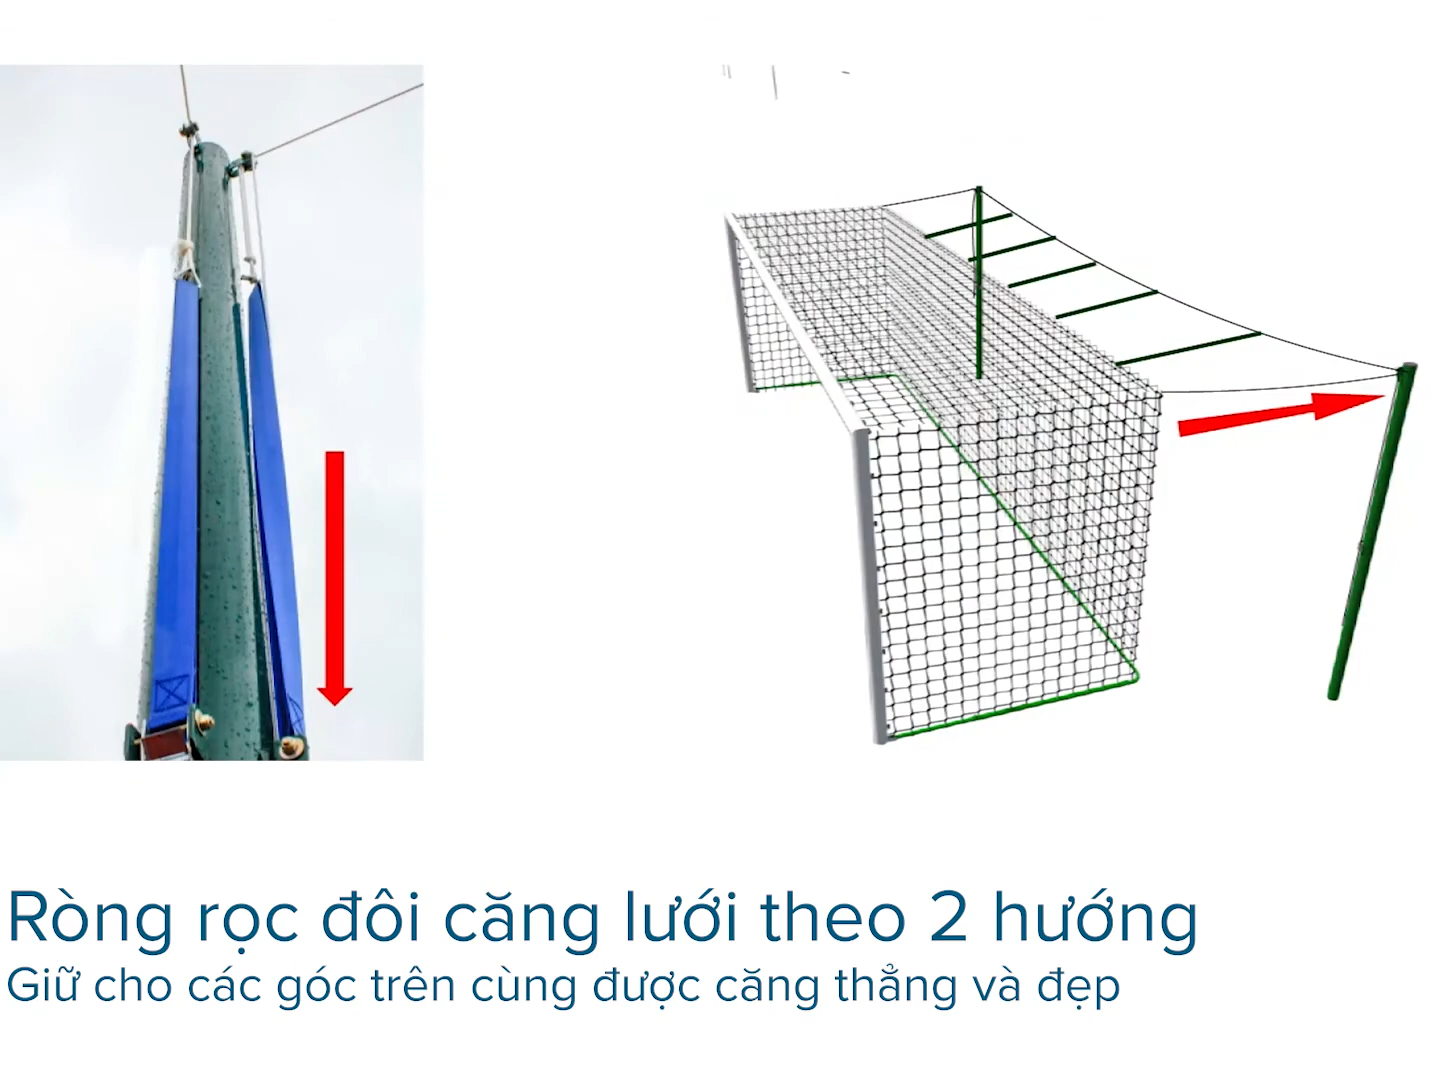 Ròng rọc đôi căng lưới theo 2 hướng
Giữ cho các góc trên cùng được căng thẳng và đẹp